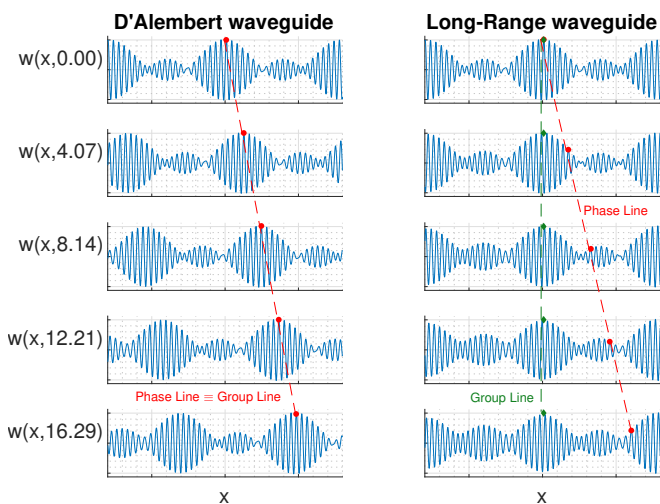 D'Alembert waveguide
Long-Range waveguide
w(x,0.00)
w(x,4.07)
Phase Line
w(x,8.14)
w(x,12.21)
Phase Line ≡ Group Line
Group Line
w(x,16.29)
x
x